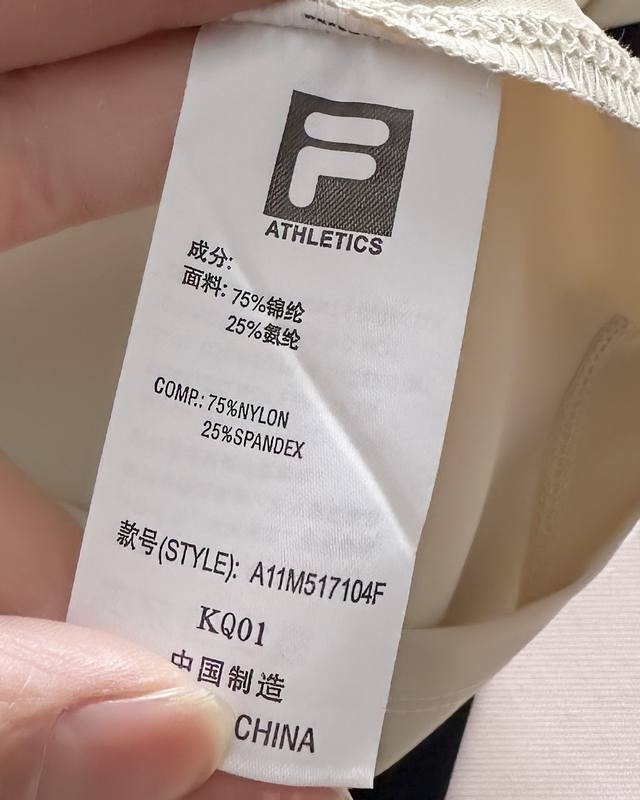 F
ATHLETICS
成分:
面料: 75%锦纶
25%氨纶
COMP.: 75%NYLON
25%SPANDEX
款号(STYLE): A11M517104F
KQ01
中国制造
CHINA